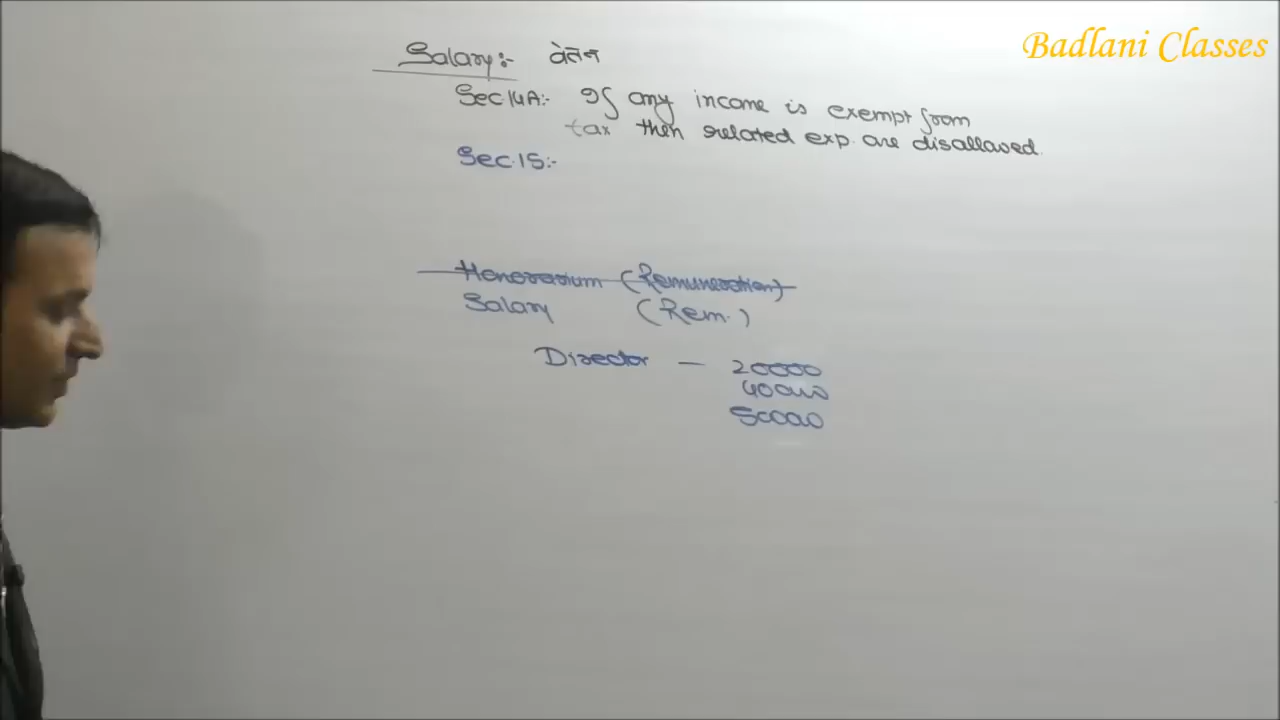 Badlani Classes
Salary:- वेतन
Sec 14A:- If any income is exempt from
tax then related exp. are disallowed.
Sec.15:-
Honorarium (Remuneration)
Salary (Rem.)
Director — 20000
40000
50000